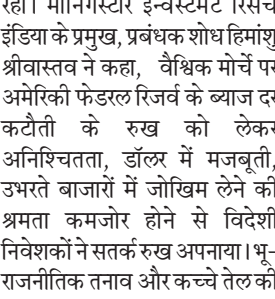 रहा। मॉर्निंगस्टार इन्वेस्टमेंट रिसर्च
इंडिया के प्रमुख, प्रबंधक शोध हिमांशु
श्रीवास्तव ने कहा, वैश्विक मोर्चे पर
अमेरिकी फेडरल रिजर्व के ब्याज दर
कटौती के रुख को लेकर
अनिश्चितता, डॉलर में मजबूती,
उभरते बाजारों में जोखिम लेने की
श्रमता कमजोर होने से विदेशी
निवेशकों ने सतर्क रुख अपनाया। भू-
राजनीतिक तनाव और कच्चे तेल की